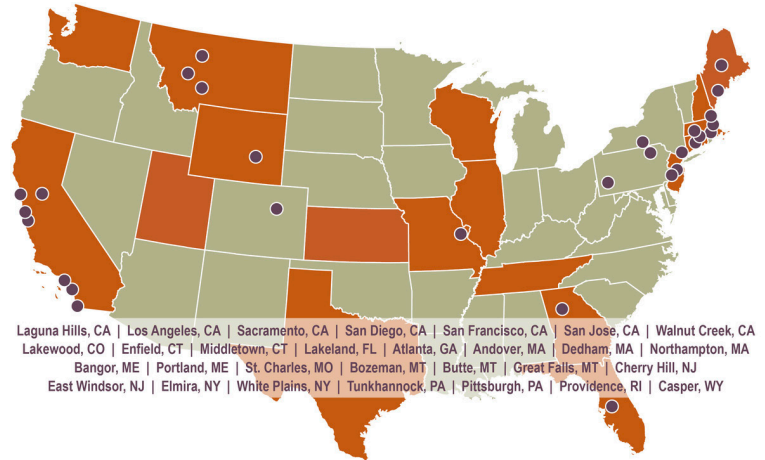 Laguna Hills, CA | Los Angeles, CA | Sacramento, CA | San Diego, CA | San Francisco, CA | San Jose, CA | Walnut Creek, CA
Lakewood, CO | Enfield, CT | Middletown, CT | Lakeland, FL | Atlanta, GA | Andover, MA | Dedham, MA | Northampton, MA
Bangor, ME | Portland, ME | St. Charles, MO | Bozeman, MT | Butte, MT | Great Falls, MT | Cherry Hill, NJ
East Windsor, NJ | Elmira, NY | White Plains, NY | Tunkhannock, PA | Pittsburgh, PA | Providence, RI | Casper, WY